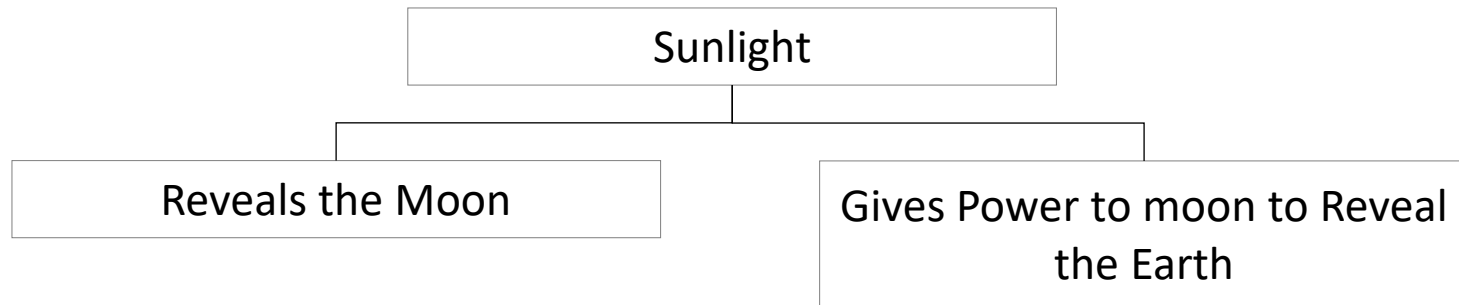 Sunlight
Reveals the Moon
Gives Power to moon to Reveal
the Earth